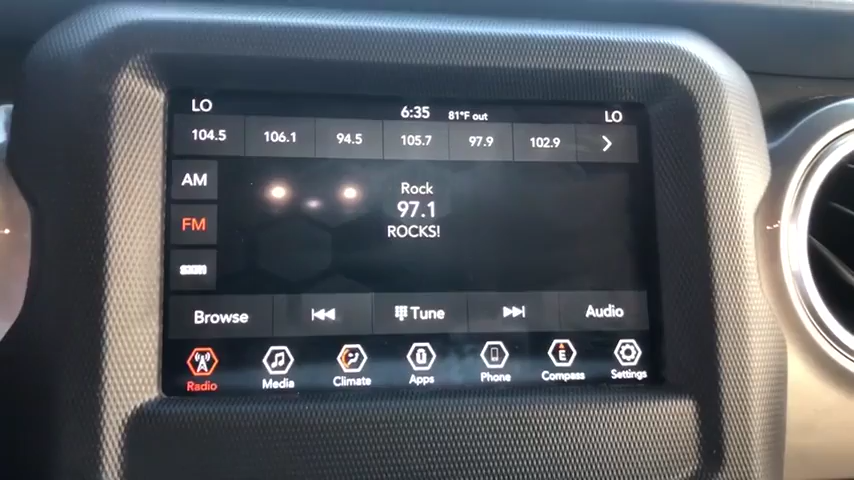 LO 6:35 81°F out LO
104.5 106.1 94.5 105.7 97.9 102.9
AM
Rock
FM
97.1
ROCKS!
Browse Tune Audio
Radio Media Climate Apps Phone E Compass Settings